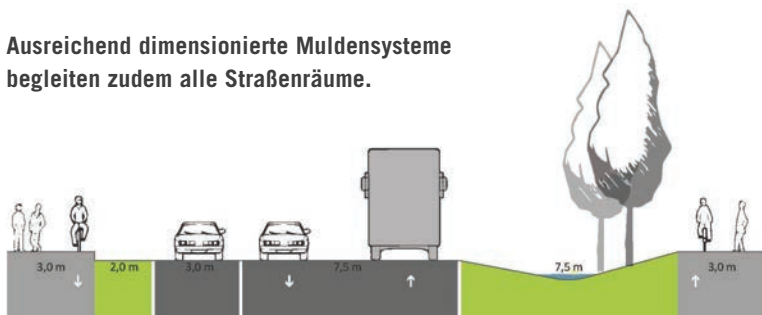 Ausreichend dimensionierte Muldensysteme
begleiten zudem alle Straßenräume.
3,0 m 2,0 m 3,0 m 7,5 m 7,5 m 3,0 m